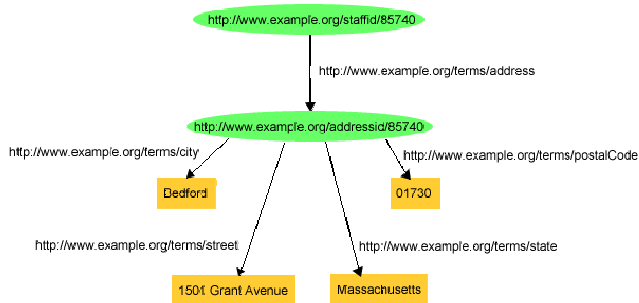 http://www.example.org/staffid/85740
http://www.example.org/terms/address
http://www.example.org/addressid/85740
http://www.example.org/terms/city
http://www.example.org/terms/postalCode
Bedford
01730
http://www.example.org/terms/street
http://www.example.org/terms/state
1501 Grant Avenue
Massachusetts